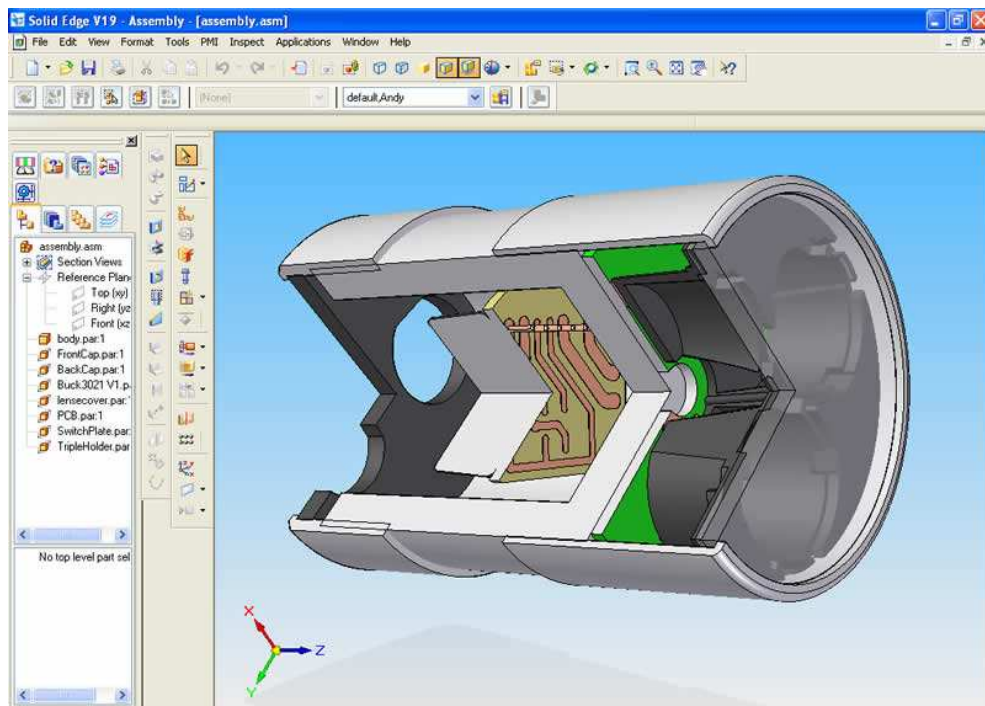 Solid Edge V19 - Assembly - [assembly.asm]
File Edit View Format Tools PMI Inspect Applications Window Help
(None) default,Andy
assembly.asm
Section Views
Reference Plan
Top (xy)
Right (yz
Front (xz
body.par:1
FrontCap.par:1
BackCap.par:1
Buck3021 V1.p
lensecover.par:
PCB.par:1
SwitchPlate.par:
TripleHolder.par
No top level part sel
X
Z
Y